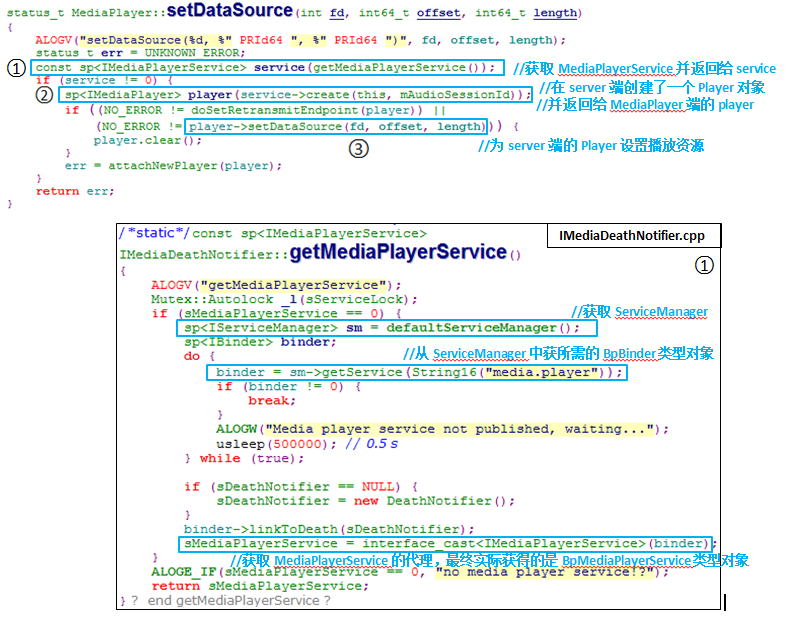 status_t MediaPlayer::setDataSource(int fd, int64_t offset, int64_t length)
{
ALOGV("setDataSource(%d, %" PRId64 ", %" PRId64 ")", fd, offset, length);
status_t err = UNKNOWN_ERROR;
① const sp<IMediaPlayerService> service(getMediaPlayerService()); //获取 MediaPlayerService 并返回给 service
if (service != 0) { //在 server 端创建了一个 Player 对象
② sp<IMediaPlayer> player(service->create(this, mAudioSessionId)); //并返回给 MediaPlayer 端的 player
if ((NO_ERROR != doSetRetransmitEndpoint(player)) ||
(NO_ERROR != player->setDataSource(fd, offset, length))) {
player.clear(); ③ //为 server 端的 Player 设置播放资源
}
err = attachNewPlayer(player);
}
return err;
}
/*static*/const sp<IMediaPlayerService> IMediaDeathNotifier.cpp
IMediaDeathNotifier::getMediaPlayerService() ①
{
ALOGV("getMediaPlayerService");
Mutex::Autolock _l(sServiceLock);
if (sMediaPlayerService == 0) { //获取 ServiceManager
sp<IServiceManager> sm = defaultServiceManager();
sp<IBinder> binder;
do { //从 ServiceManager 中获所需的 BpBinder 类型对象
binder = sm->getService(String16("media.player"));
if (binder != 0) {
break;
}
ALOGW("Media player service not published, waiting...");
usleep(500000); // 0.5 s
} while (true);
if (sDeathNotifier == NULL) {
sDeathNotifier = new DeathNotifier();
}
binder->linkToDeath(sDeathNotifier);
sMediaPlayerService = interface_cast<IMediaPlayerService>(binder);
} //获取 MediaPlayerService 的代理，最终实际获得的是 BpMediaPlayerService 类型对象
ALOGE_IF(sMediaPlayerService == 0, "no media player service!?");
return sMediaPlayerService;
} ? end getMediaPlayerService ?